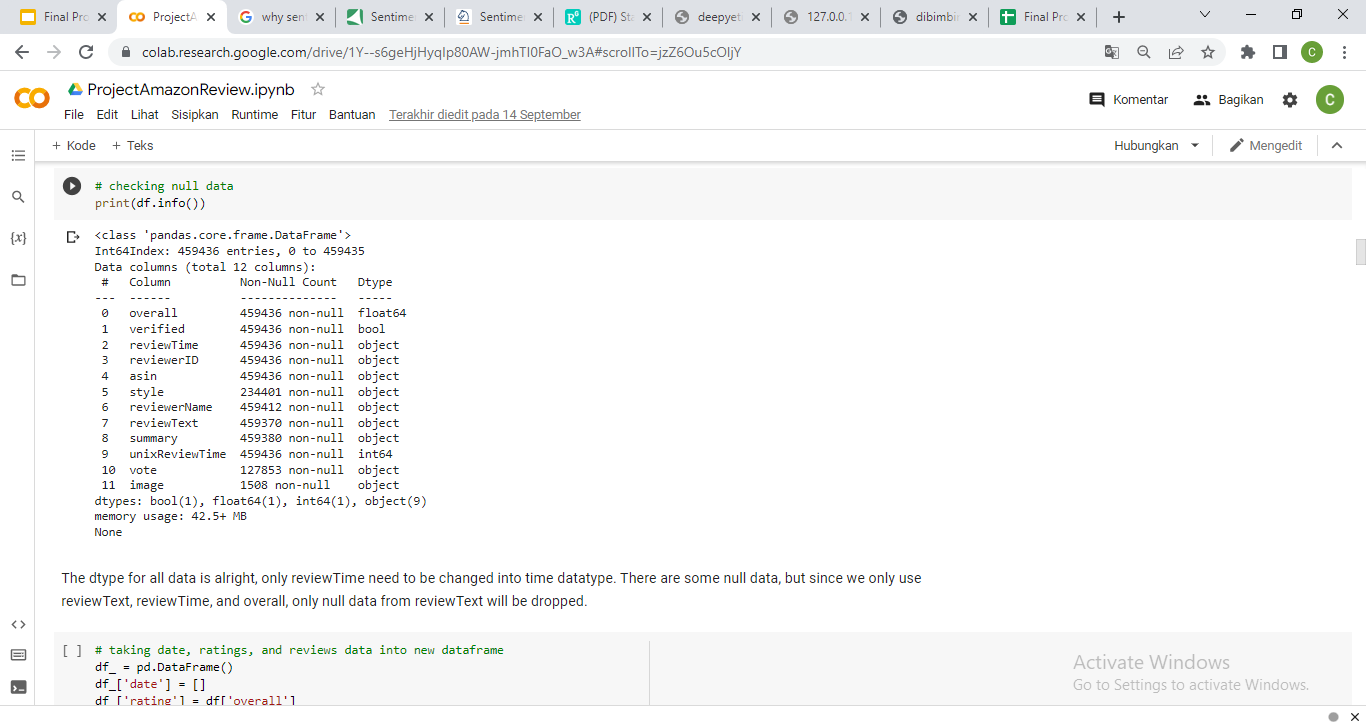 Final Pro
ProjectA
why sent
Sentimen
Sentime
(PDF) Sta
deepyet
127.0.0.1
dibimbin
Final Pro
colab.research.google.com/drive/1Y--s6geHjHyqIp80AW-jmhTI0FaO_w3A#scrollTo=jzZ6Ou5cOljY
C
ProjectAmazonReview.ipynb
Komentar Bagikan C
File Edit Lihat Sisipkan Runtime Fitur Bantuan Terakhir diedit pada 14 September
+ Kode + Teks Hubungkan Mengedit
# checking null data
print(df.info())
<class 'pandas.core.frame.DataFrame'>
Int64Index: 459436 entries, 0 to 459435
Data columns (total 12 columns):
# Column Non-Null Count Dtype
--- ------ -------------- -----
0 overall 459436 non-null float64
1 verified 459436 non-null bool
2 reviewTime 459436 non-null object
3 reviewerID 459436 non-null object
4 asin 459436 non-null object
5 style 234401 non-null object
6 reviewerName 459412 non-null object
7 reviewText 459370 non-null object
8 summary 459380 non-null object
9 unixReviewTime 459436 non-null int64
10 vote 127853 non-null object
11 image 1508 non-null object
dtypes: bool(1), float64(1), int64(1), object(9)
memory usage: 42.5+ MB
None
The dtype for all data is alright, only reviewTime need to be changed into time datatype. There are some null data, but since we only use
reviewText, reviewTime, and overall, only null data from reviewText will be dropped.
[ ] # taking date, ratings, and reviews data into new dataframe
df_ = pd.DataFrame()
df_['date'] = []
df_['rating'] = df['overall']
Activate Windows
Go to Settings to activate Windows.